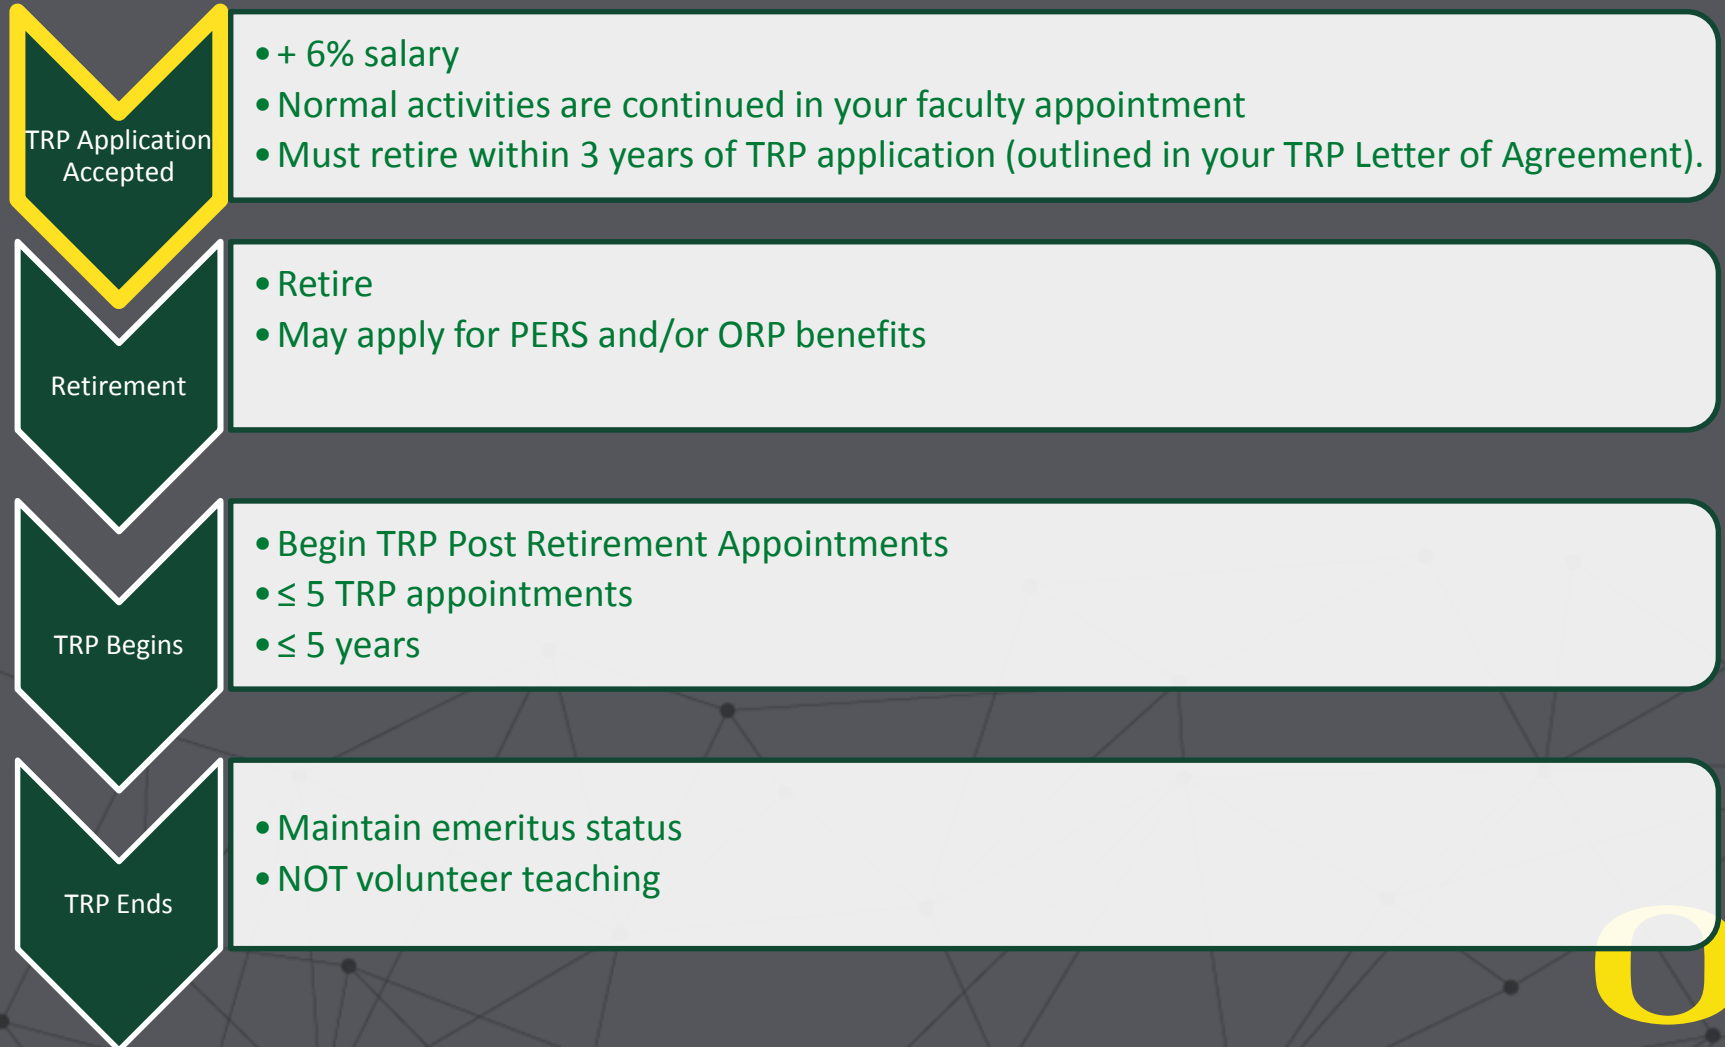 TRP Application
Accepted
• + 6% salary
• Normal activities are continued in your faculty appointment
• Must retire within 3 years of TRP application (outlined in your TRP Letter of Agreement).
Retirement
• Retire
• May apply for PERS and/or ORP benefits
TRP Begins
• Begin TRP Post Retirement Appointments
• ≤ 5 TRP appointments
• ≤ 5 years
TRP Ends
• Maintain emeritus status
• NOT volunteer teaching
O